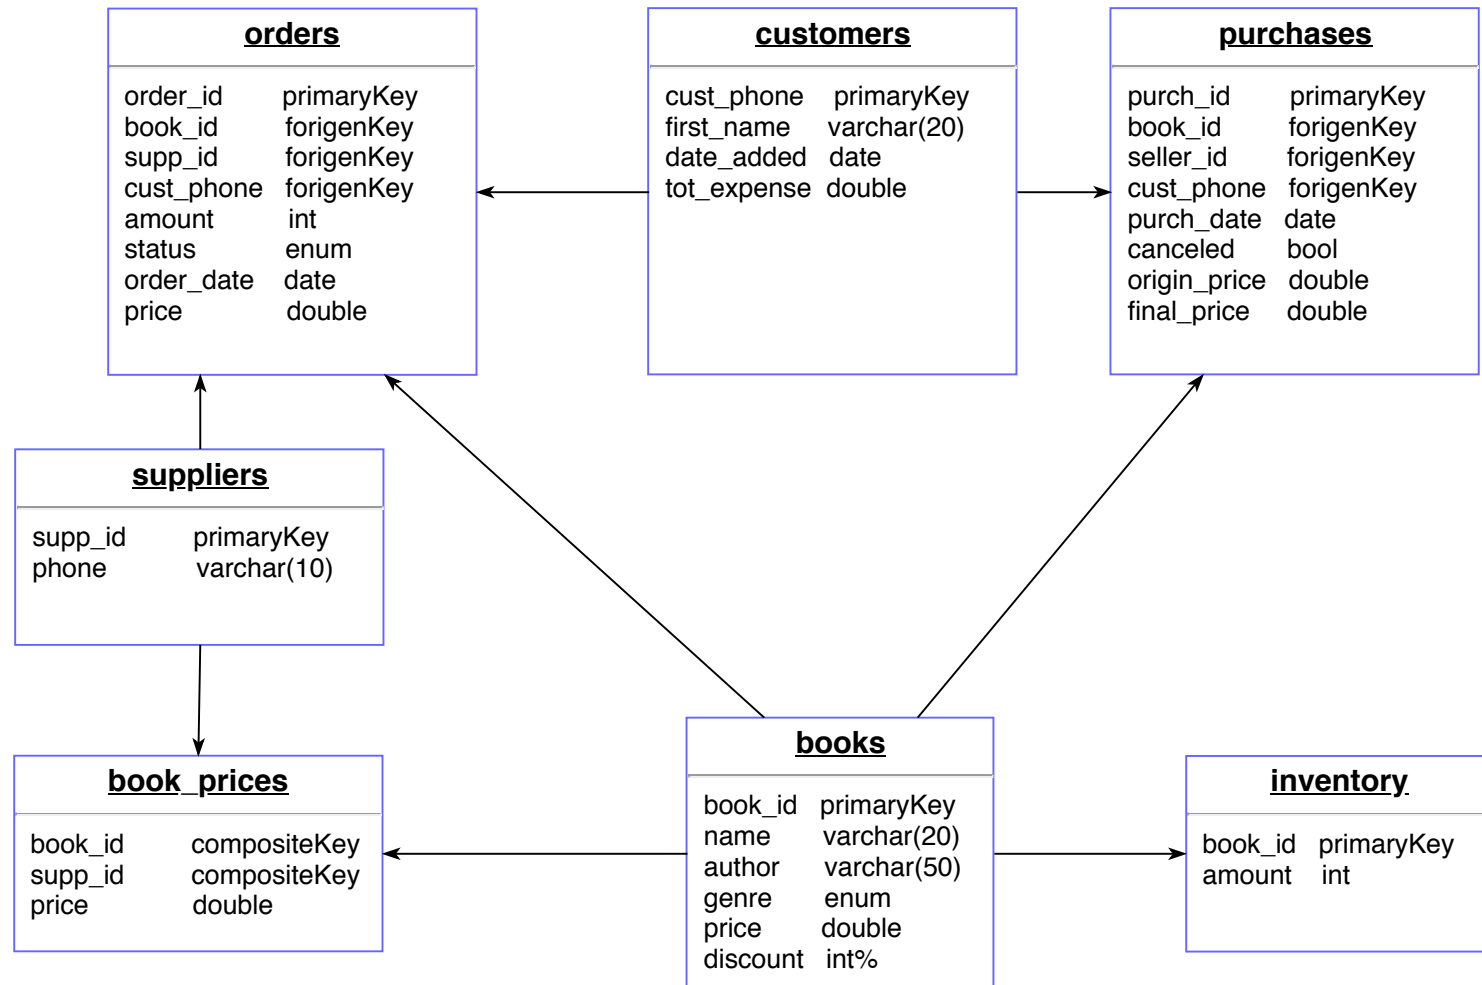 orders
order_id primaryKey
book_id forigenKey
supp_id forigenKey
cust_phone forigenKey
amount int
status enum
order_date date
price double
customers
cust_phone primaryKey
first_name varchar(20)
date_added date
tot_expense double
purchases
purch_id primaryKey
book_id forigenKey
seller_id forigenKey
cust_phone forigenKey
purch_date date
canceled bool
origin_price double
final_price double
suppliers
supp_id primaryKey
phone varchar(10)
book_prices
book_id compositeKey
supp_id compositeKey
price double
books
book_id primaryKey
name varchar(20)
author varchar(50)
genre enum
price double
discount int%
inventory
book_id primaryKey
amount int